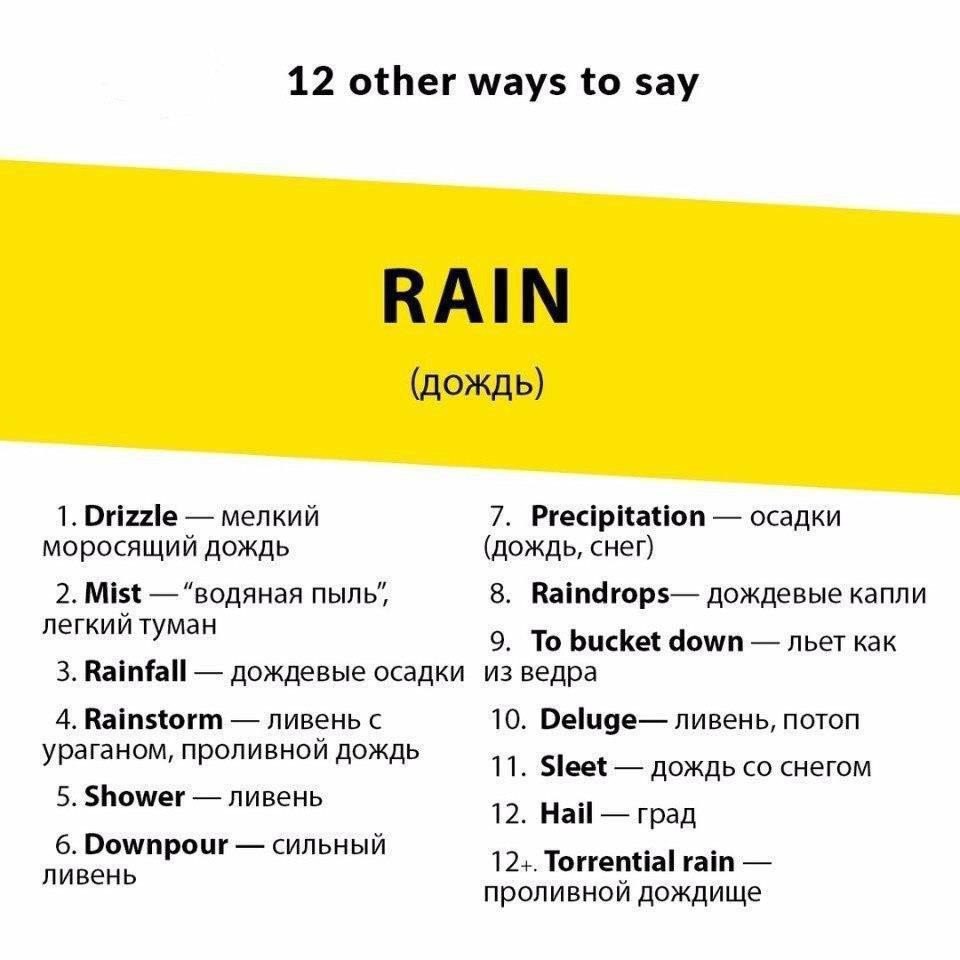 12 other ways to say
RAIN
(дождь)
1. Drizzle — мелкий
моросящий дождь
2. Mist — “водяная пыль”,
легкий туман
3. Rainfall — дождевые осадки
4. Rainstorm — ливень с
ураганом, проливной дождь
5. Shower — ливень
6. Downpour — сильный
ливень
7. Precipitation — осадки
(дождь, снег)
8. Raindrops— дождевые капли
9. To bucket down — льет как
из ведра
10. Deluge— ливень, потоп
11. Sleet — дождь со снегом
12. Hail — град
12+. Torrential rain —
проливной дождище